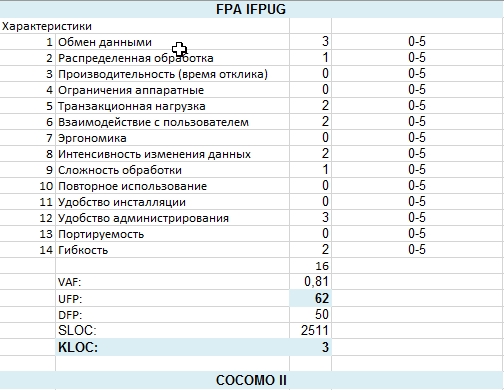 FPA IFPUG
Характеристики
1 Обмен данными 3 0-5
2 Распределенная обработка 1 0-5
3 Производительность (время отклика) 0 0-5
4 Ограничения аппаратные 0 0-5
5 Транзакционная нагрузка 2 0-5
6 Взаимодействие с пользователем 2 0-5
7 Эргономика 0 0-5
8 Интенсивность изменения данных 2 0-5
9 Сложность обработки 1 0-5
10 Повторное использование 0 0-5
11 Удобство инсталляции 0 0-5
12 Удобство администрирования 3 0-5
13 Портируемость 0 0-5
14 Гибкость 2 0-5
16
VAF: 0,81
UFP: 62
DFP: 50
SLOC: 2511
KLOC: 3
COCOMO II